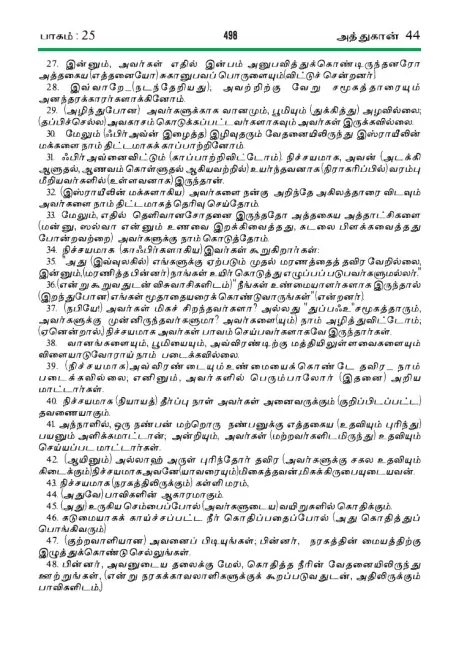 பாகம் : 25 498 அத்துகான் 44
27. இன்னும், அவர்கள் எதில் இன்பம் அனுபவித்துக்கொண்டிருந்தனரோ
அத்தகைய (எத்தனையோ) சுகானுபவப் பொருளையும் (விட்டுச் சென்றனர்.)
28. இவ்வாறே (நடந்தேறியது), அவற்றிற்கு வேறு சமூகத்தாரையும்
அனந்தரக்காரர்களாக்கினோம்.
29. (அழிந்துபோன) அவர்களுக்காக வானமும், பூமியும் (துக்கித்து) அழவில்லை;
(தப்பிச்செல்ல) அவகாசம் கொடுக்கப்பட்டவர்களாகவும் அவர்கள் இருக்கவில்லை.
30. மேலும் (ஃபிர்அவ்ன் இழைத்த) இழிவுதரும் வேதனையிலிருந்து இஸ்ராயீலின்
மக்களை நாம் திட்டமாகக் காப்பாற்றினோம்.
31. ஃபிர்அவ்னைவிட்டும் (காப்பாற்றிவிட்டோம்). நிச்சயமாக, அவன் (அடக்கி
ஆளுதல், ஆணவம் கொள்ளுதல் ஆகியவற்றில்) உயர்ந்தவனாக (நிராகரிப்பில்) வரம்பு
மீறியவர்களில் (உள்ளவனாக) இருந்தான்.
32. (இஸ்ராயீலின் மக்களாகிய) அவர்களை நன்கு அறிந்தே அகிலத்தாரை விடவும்
அவர்களை நாம் திட்டமாகத் தெரிவு செய்தோம்.
33. மேலும், எதில் தெளிவான சோதனை இருந்ததோ அத்தகைய அத்தாட்சிகளை
(மன்னு, ஸல்வா என்னும் உணவை இறக்கிவைத்தது, கடலை பிளக்கவைத்தது
போன்றவற்றை) அவர்களுக்கு நாம் கொடுத்தோம்.
34. நிச்சயமாக (காஃபிர்களாகிய) இவர்கள் கூறுகிறார்கள்:
35. "அது (இவ்வுலகில்) எங்களுக்கு ஏற்படும் முதல் மரணத்தைத் தவிர வேறில்லை,
இன்னும், (மரணித்த பின்னர்) நாங்கள் உயிர் கொடுத்து எழுப்பப்படுபவர்களுமல்லர்."
36. (என்று கூறுவதுடன் விசுவாசிகளிடம்) "நீங்கள் உண்மையாளர்களாக இருந்தால்
(இறந்துபோன) எங்கள் மூதாதையரைக் கொண்டுவாருங்கள்" (என்றனர்).
37. (நபியே!) அவர்கள் மிகச் சிறந்தவர்களா? அல்லது "துப்பஃஉ" சமூகத்தாரும்,
அவர்களுக்கு முன்னிருந்தவர்களுமா? அவர்களை(யும்) நாம் அழித்துவிட்டோம்;
(ஏனென்றால்) நிச்சயமாக அவர்கள் பாவம் செய்பவர்களாகவே இருந்தார்கள்.
38. வானங்களையும், பூமியையும், அவ்விரண்டிற்கு மத்தியிலுள்ளவைகளையும்
விளையாடுவோராய் நாம் படைக்கவில்லை.
39. (நிச்சயமாக) அவ்விரண்டையும் உண்மையைக் கொண்டே தவிர நாம்
படைக்கவில்லை; எனினும், அவர்களில் பெரும்பாலோர் (இதனை) அறிய
மாட்டார்கள்.
40. நிச்சயமாக (நியாயத்) தீர்ப்பு நாள் அவர்கள் அனைவருக்கும் (குறிப்பிடப்பட்ட)
தவணையாகும்.
41. அந்நாளில், ஒரு நண்பன் மற்றொரு நண்பனுக்கு எத்தகைய (உதவியும் புரிந்து)
பயனும் அளிக்கமாட்டான்; அன்றியும், அவர்கள் (மற்றவர்களிடமிருந்து) உதவியும்
செய்யப்படமாட்டார்கள்.
42. (ஆயினும்) அல்லாஹ் அருள் புரிந்தோர் தவிர (அவர்களுக்கு சகல உதவியும்
கிடைக்கும்) நிச்சயமாக அவனே (யாவரையும்) மிகைத்தவன், மிகக்கிருபையுடையவன்.
43. நிச்சயமாக (நரகத்திலிருக்கும்) கள்ளி மரம்,
44. (அதுவே) பாவிகளின் ஆகாரமாகும்.
45. (அது) உருகிய செம்பைப்போல் (அவர்களுடைய) வயிறுகளில் கொதிக்கும்.
46. கடுமையாகக் காய்ச்சப்பட்ட நீர் கொதிப்பதைப்போல் (அது கொதித்துப்
பொங்கிவரும்)
47. (குற்றவாளியான) அவனைப் பிடியுங்கள்; பின்னர், நரகத்தின் மையத்திற்கு
இழுத்துக்கொண்டு செல்லுங்கள்.
48. பின்னர், அவனுடைய தலைக்கு மேல், கொதித்த நீரின் வேதனையிலிருந்து
ஊற்றுங்கள், (என்று நரகக்காவலாளிகளுக்குக் கூறப்படுவதுடன், அதிலிருக்கும்
பாவிகளிடம்,)